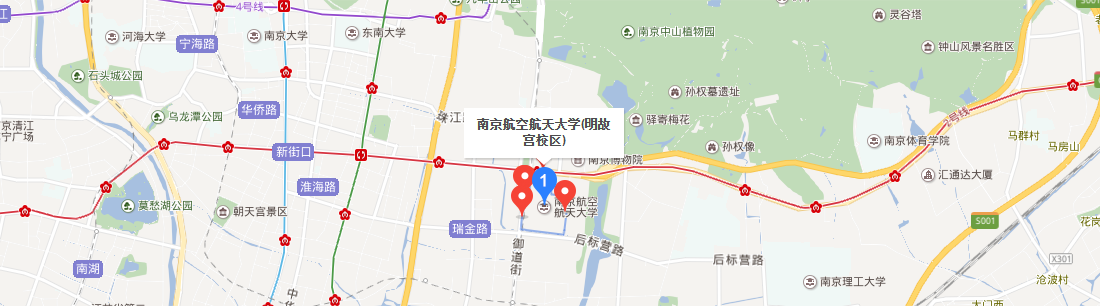 4号线
灵谷塔
河海大学
宁海路
南京大学
东南大学
南京中山植物园
钟山风景名胜区
石头城公园
孙权墓遗址
华侨路
乌龙潭公园
2号线
驿寄梅花
南京航空航天大学(明故
宫校区)
京清江
宁广场
马群村
马房山
新街口
南京博物院
孙权像
南京体育学院
汇通达大厦
淮海路
莫愁湖公园
朝天宫景区
南京航空
航天大学
1
S001
花岗
瑞金路
御道街
后标营路
后标营路
X301
南湖
南京理工大学
沧波村
大门西